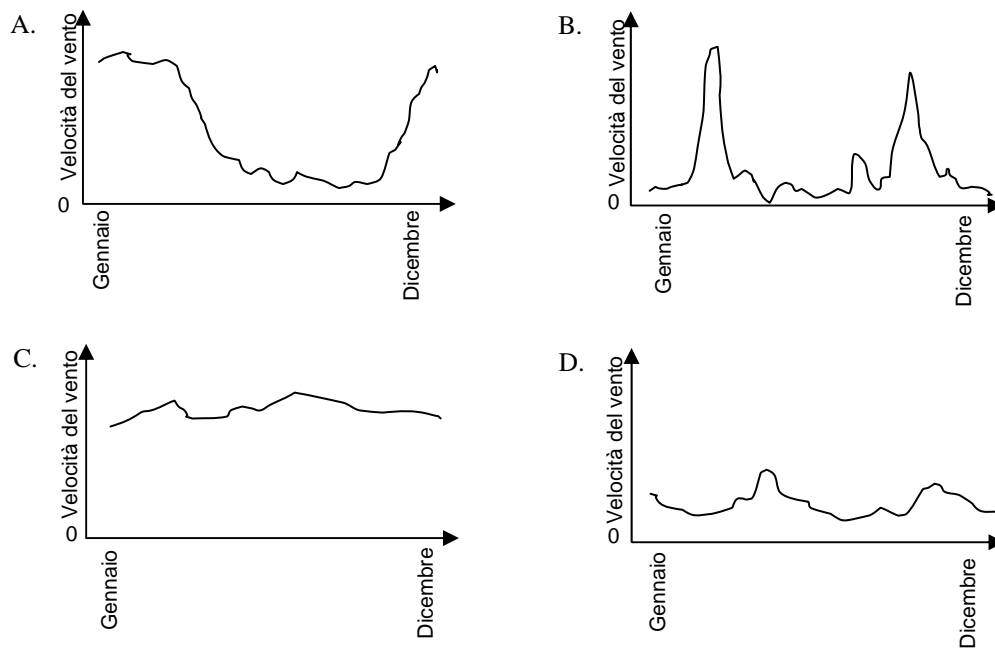 A.
Velocità del vento
0
Gennaio
Dicembre
B.
Velocità del vento
0
Gennaio
Dicembre
C.
Velocità del vento
0
Gennaio
Dicembre
D.
Velocità del vento
0
Gennaio
Dicembre